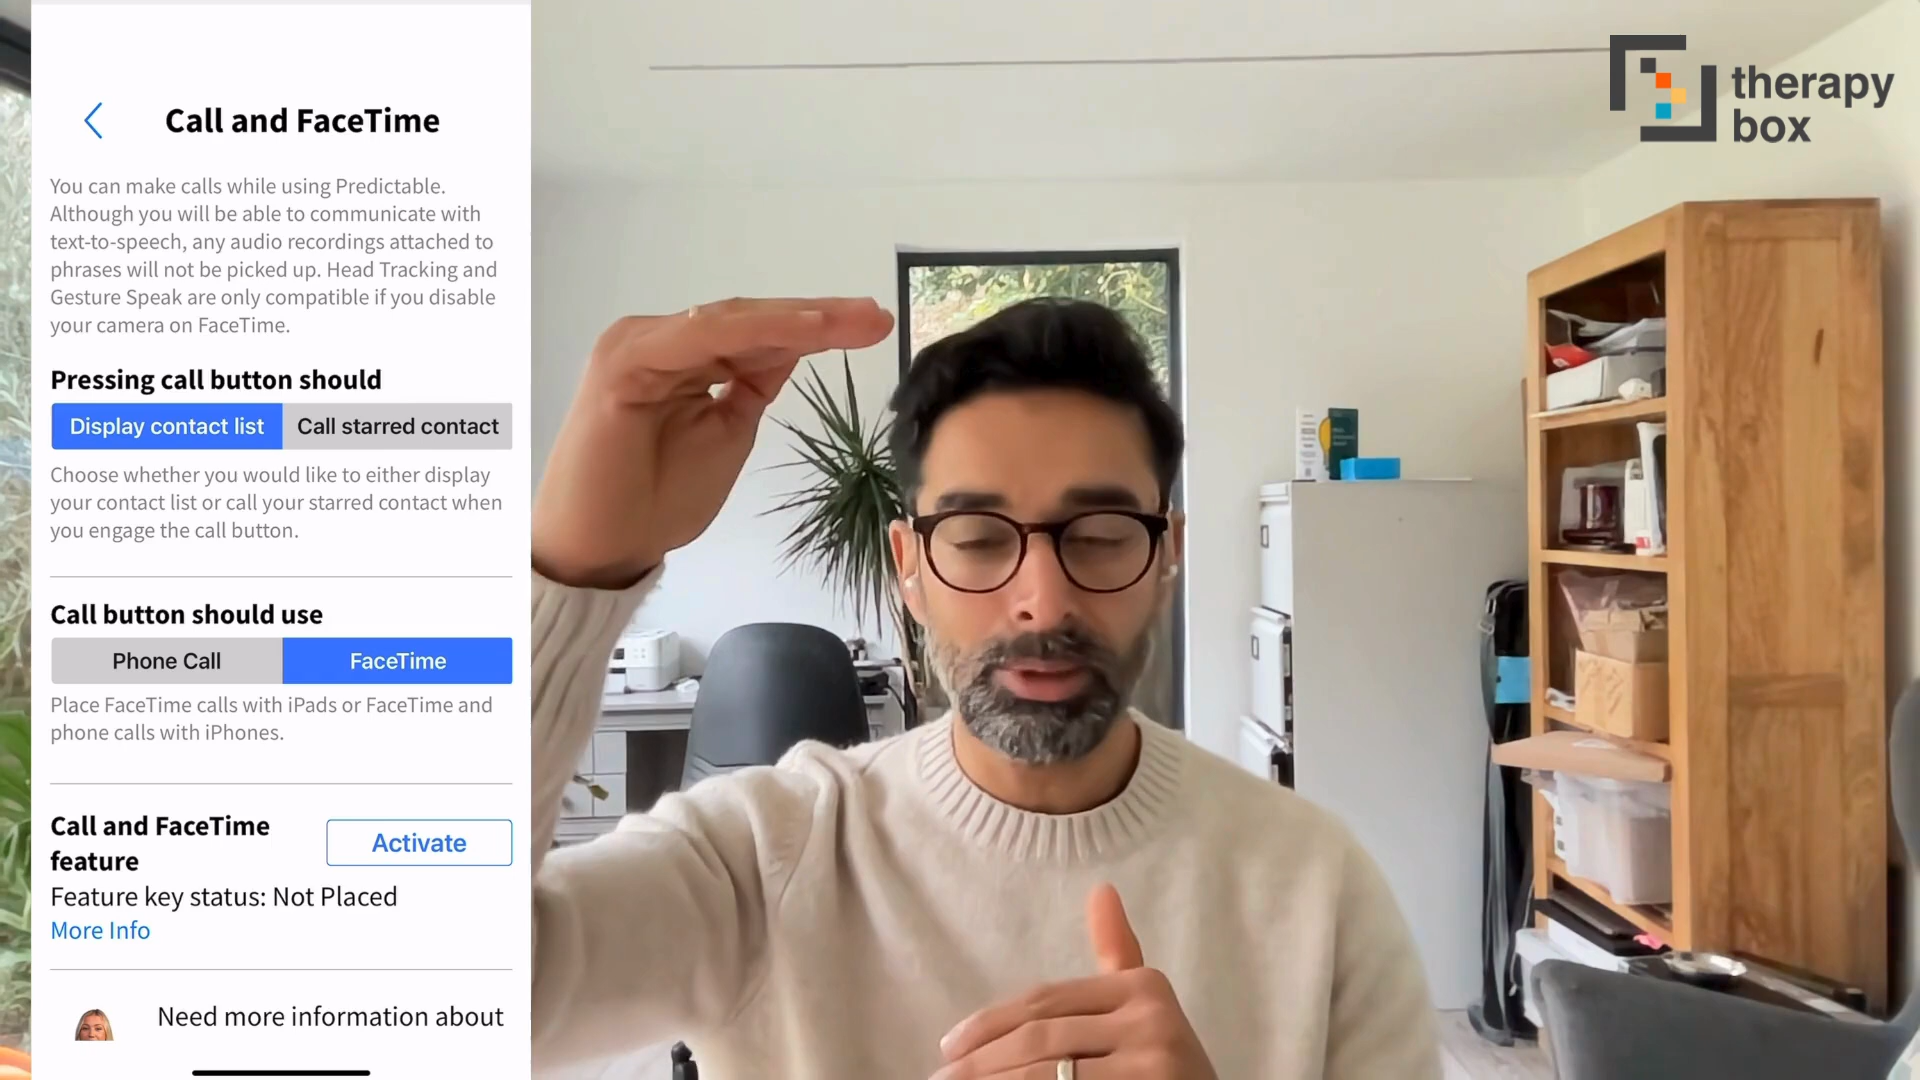 Call and FaceTime
You can make calls while using Predictable.
Although you will be able to communicate with
text-to-speech, any audio recordings attached to
phrases will not be picked up. Head Tracking and
Gesture Speak are only compatible if you disable
your camera on FaceTime.
Pressing call button should
Display contact list
Call starred contact
Choose whether you would like to either display
your contact list or call your starred contact when
you engage the call button.
Call button should use
Phone Call
FaceTime
Place FaceTime calls with iPads or FaceTime and
phone calls with iPhones.
Call and FaceTime
feature
Activate
Feature key status: Not Placed
More Info
Need more information about
therapy
box